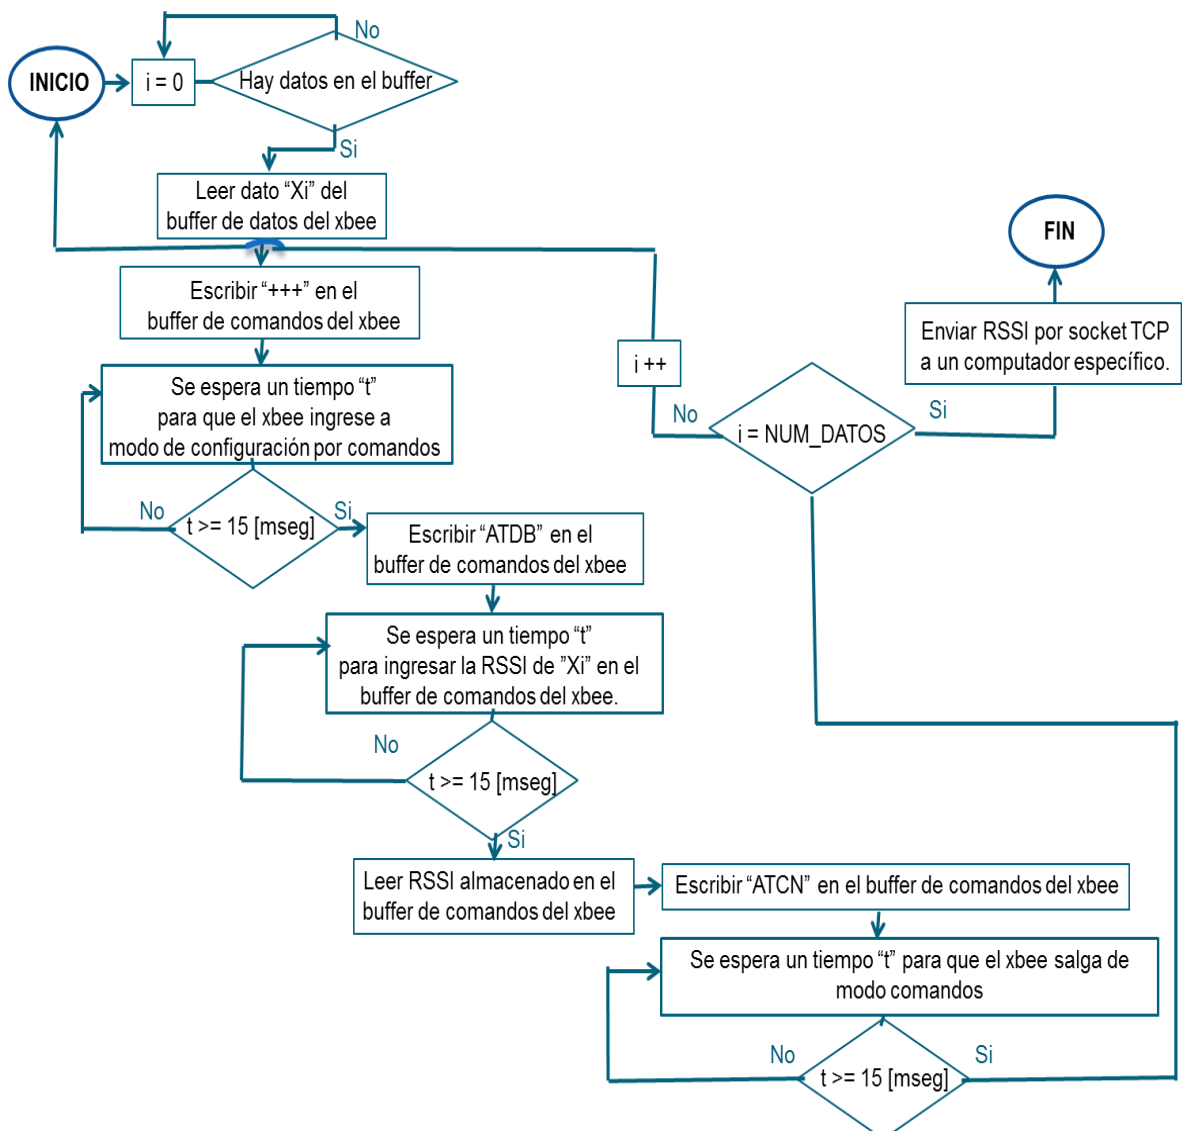 No
INICIO
i = 0
Hay datos en el buffer
Si
Leer dato “Xi” del
buffer de datos del xbee
Escribir “+++” en el
buffer de comandos del xbee
Se espera un tiempo “t”
para que el xbee ingrese a
modo de configuración por comandos
No
t >= 15 [mseg]
Si
Escribir “ATDB” en el
buffer de comandos del xbee
Se espera un tiempo “t”
para ingresar la RSSI de ”Xi” en el
buffer de comandos del xbee.
No
t >= 15 [mseg]
Si
Leer RSSI almacenado en el
buffer de comandos del xbee
Escribir “ATCN” en el buffer de comandos del xbee
Se espera un tiempo “t” para que el xbee salga de
modo comandos
No
t >= 15 [mseg]
Si
i = NUM_DATOS
No
i ++
Si
Enviar RSSI por socket TCP
a un computador específico.
FIN